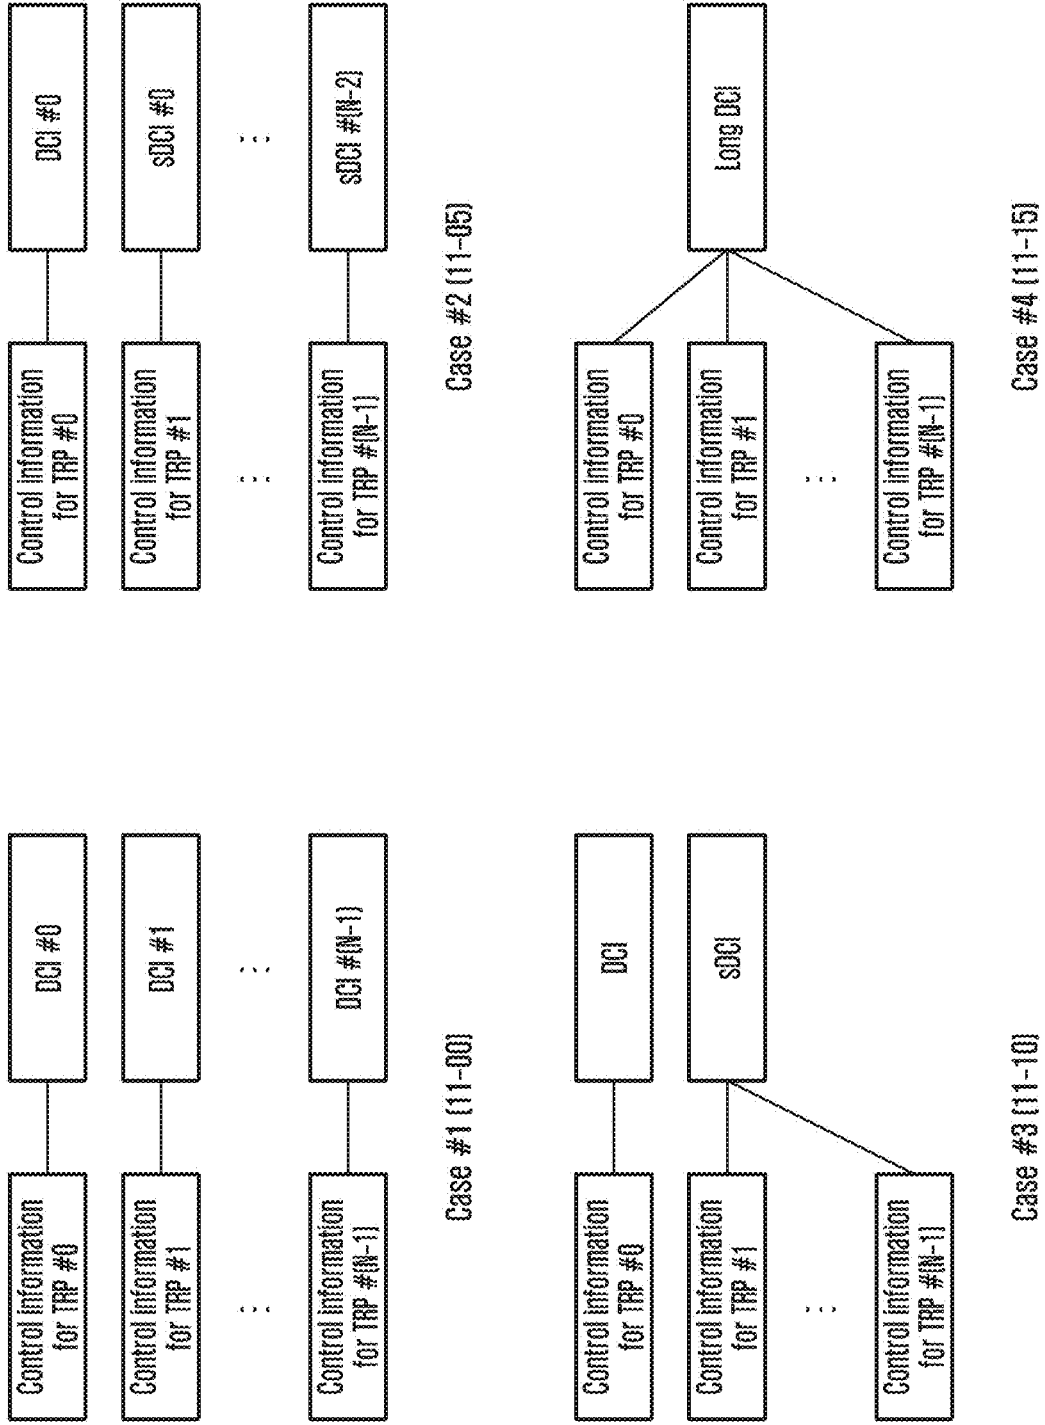 Control information
for TRP #0
DCI #0
Control information
for TRP #1
DCI #1
. . .
. . .
Control information
for TRP #(N-1)
DCI #(N-1)
Case #1 (11-00)
Control information
for TRP #0
DCI #0
Control information
for TRP #1
sDCI #0
. . .
. . .
Control information
for TRP #(N-1)
sDCI #(N-2)
Case #2 (11-05)
Control information
for TRP #0
DCI
Control information
for TRP #1
sDCI
. . .
Control information
for TRP #(N-1)
Case #3 (11-10)
Control information
for TRP #0
Control information
for TRP #1
Long DCI
. . .
Control information
for TRP #(N-1)
Case #4 (11-15)